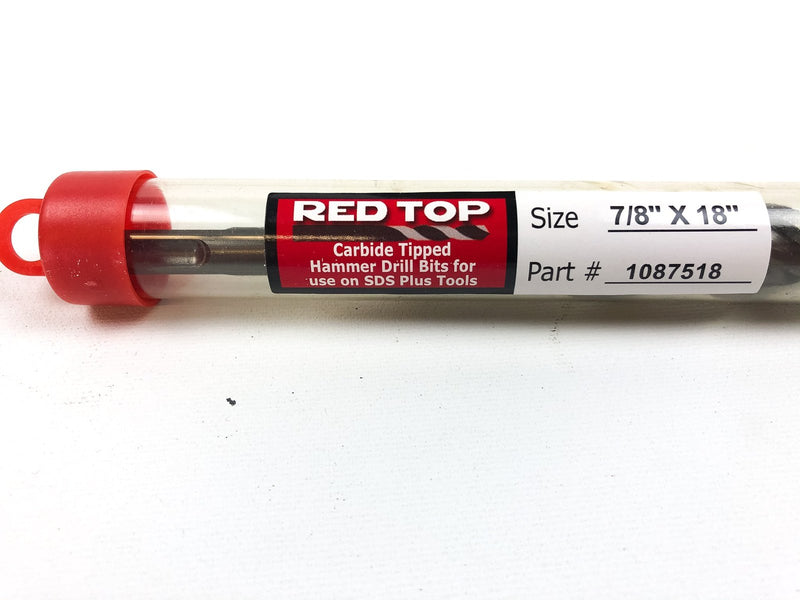 RED TOP
Carbide Tipped
Hammer Drill Bits for
use on SDS Plus Tools
Size 7/8" X 18"
Part # 1087518